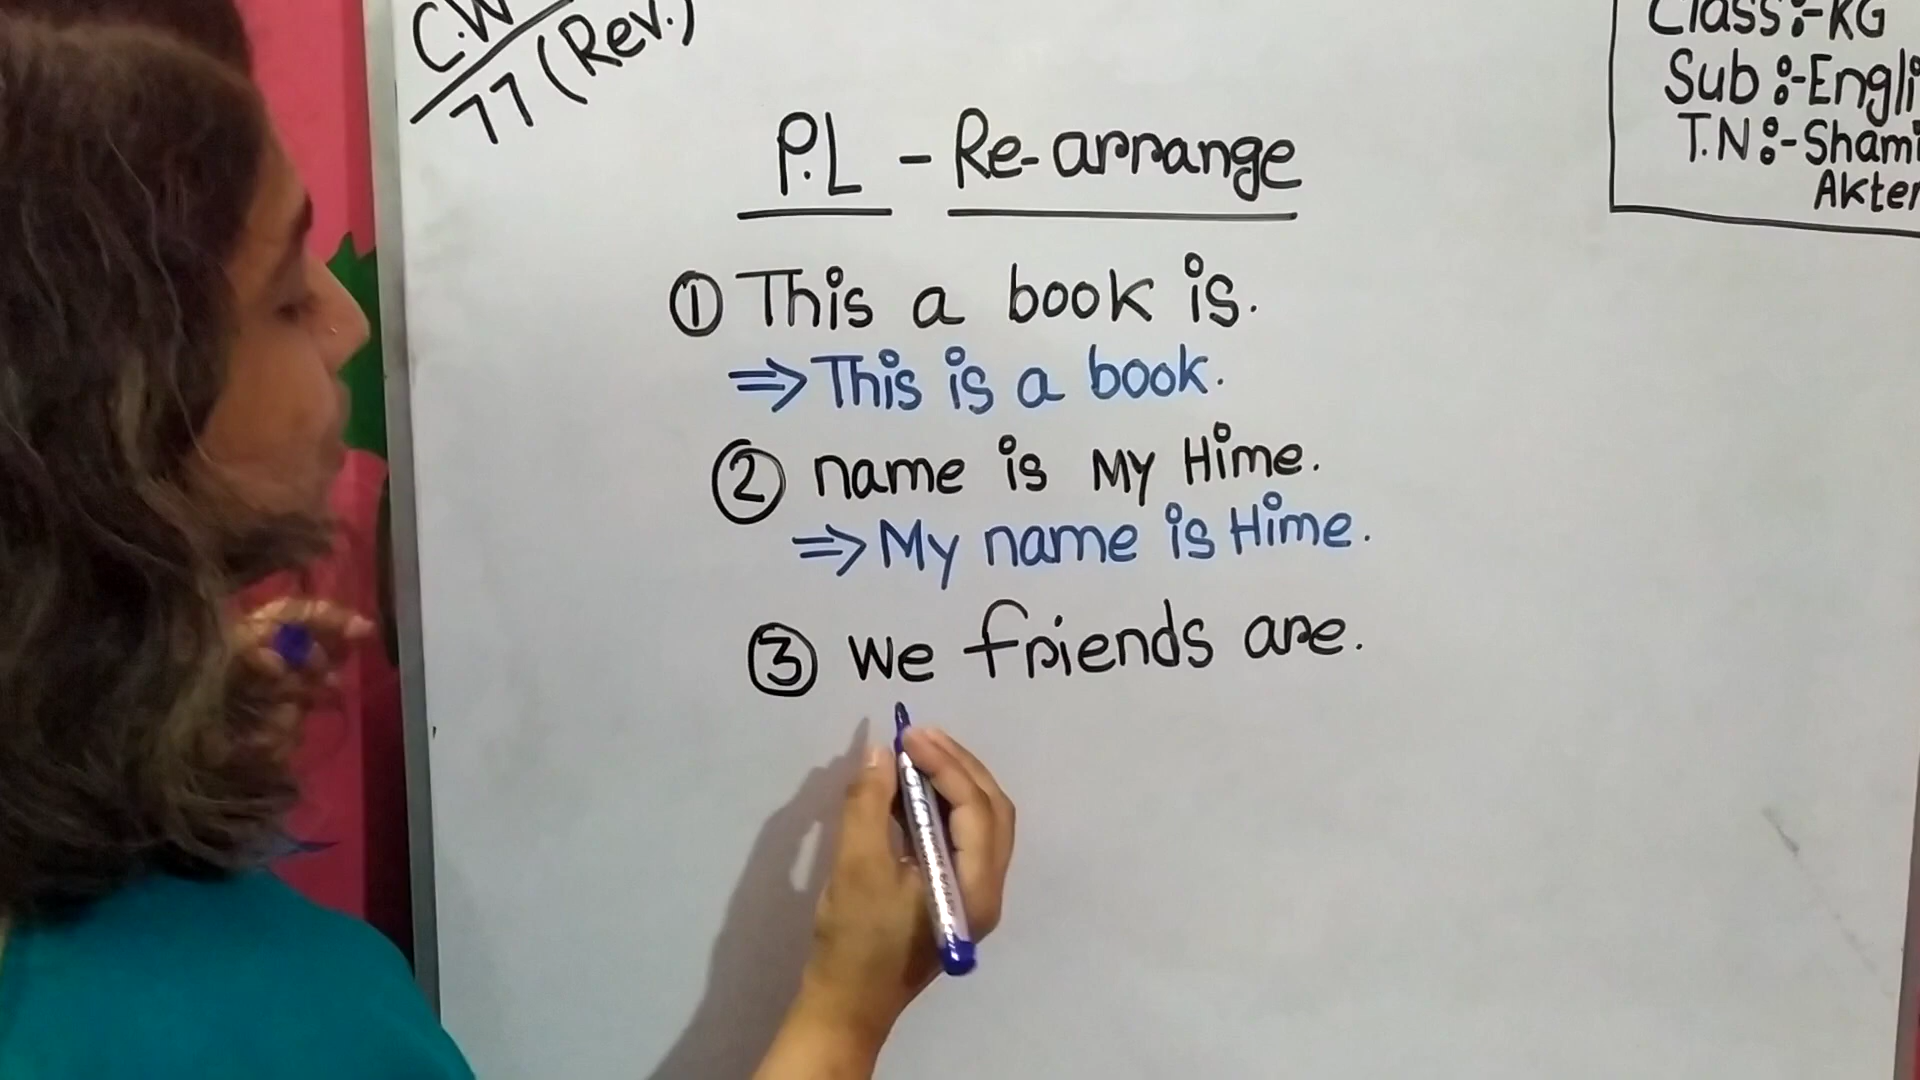 C.W
77 (Rev.)
Class:-KG
Sub:-Engli
T.N:-Shami
Akter
P.L - Re-arrange
① This a book is.
⇒ This is a book.
② name is My Hime.
⇒ My name is Hime.
③ we friends are.